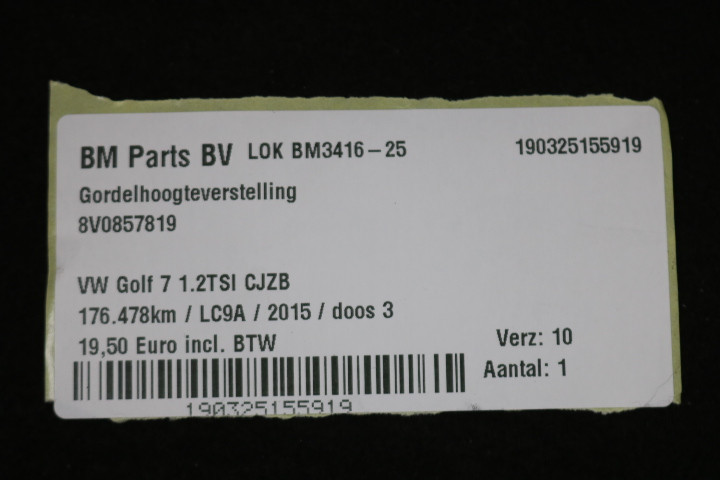 BM Parts BV LOK BM3416-25 190325155919
Gordelhoogteverstelling
8V0857819
VW Golf 7 1.2TSI CJZB
176.478km / LC9A / 2015 / doos 3
19,50 Euro incl. BTW Verz: 10
Aantal: 1
190325155919